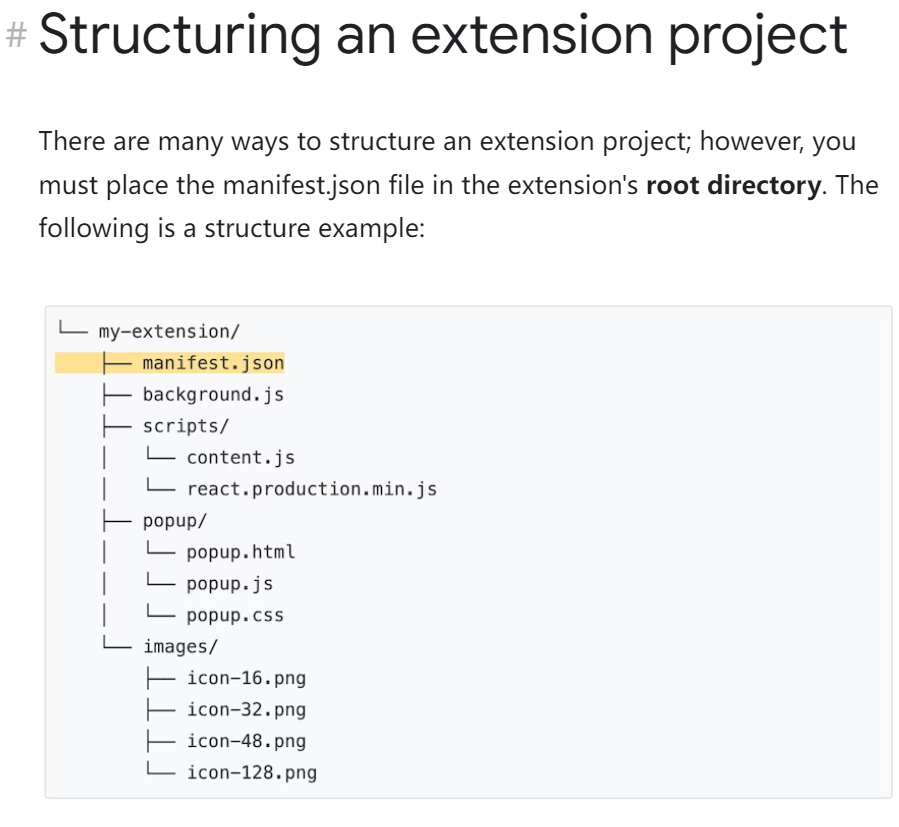 # Structuring an extension project
There are many ways to structure an extension project; however, you
must place the manifest.json file in the extension's root directory. The
following is a structure example:
└── my-extension/
    ├── manifest.json
    ├── background.js
    ├── scripts/
    │   └── content.js
    │   └── react.production.min.js
    ├── popup/
    │   └── popup.html
    │   └── popup.js
    │   └── popup.css
    └── images/
        ├── icon-16.png
        ├── icon-32.png
        ├── icon-48.png
        └── icon-128.png